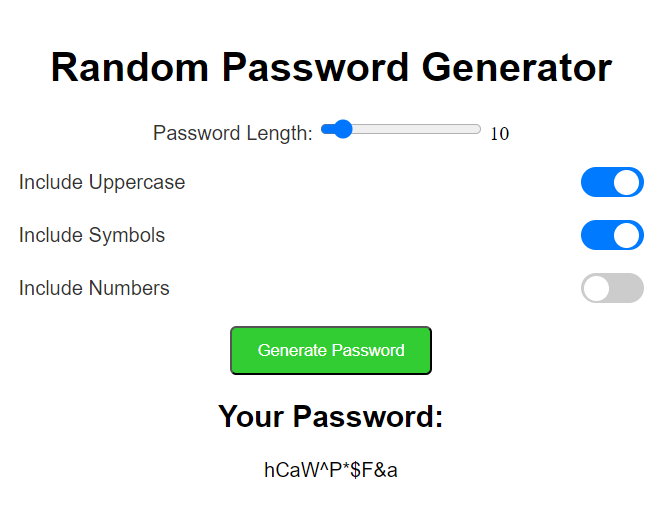 Random Password Generator
Password Length: 10
Include Uppercase
Include Symbols
Include Numbers
Generate Password
Your Password:
hCaW^P*$F&a